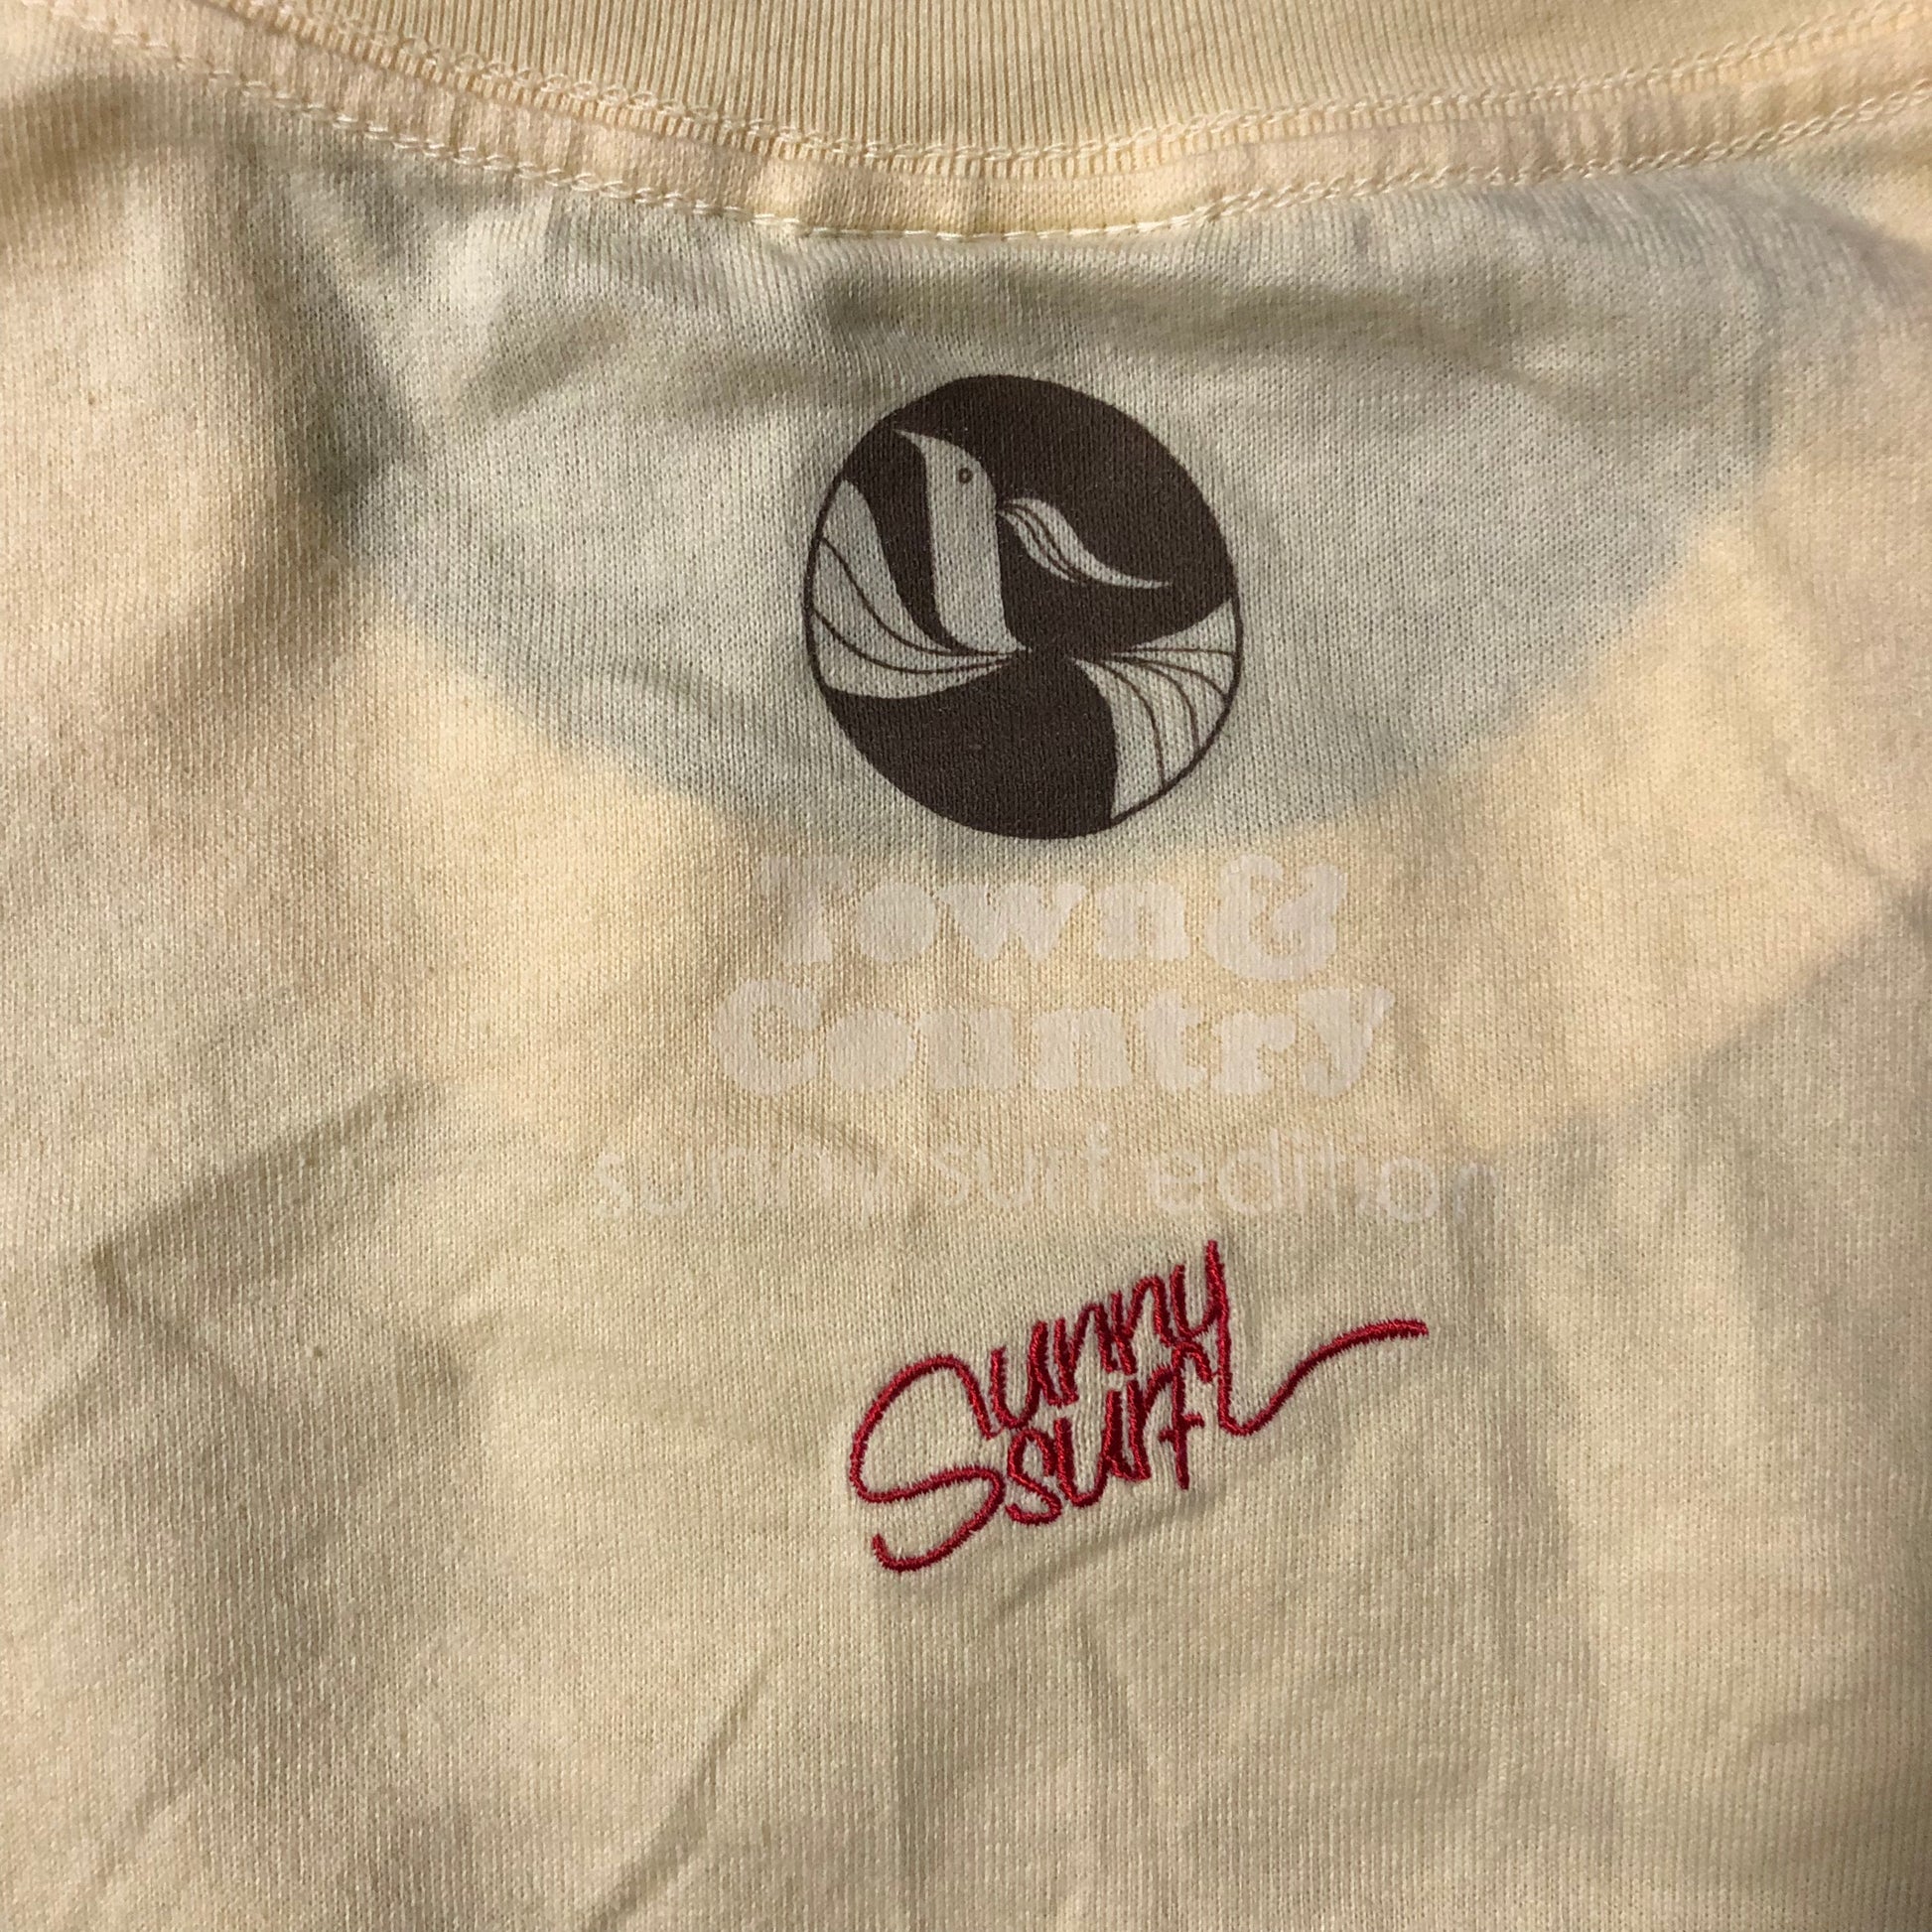 Town &
Country
sunny surf edition
Sunny
surf